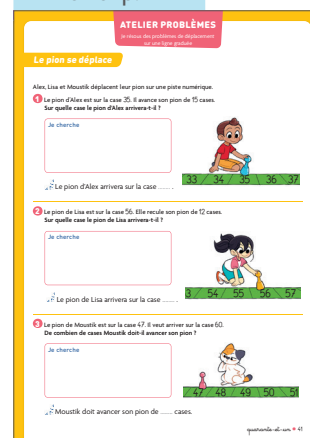 ATELIER PROBLÈMES
Je résous des problèmes de déplacement
sur une ligne graduée
Le pion se déplace
Alex, Lisa et Moustik déplacent leur pion sur une piste numérique.
1 Le pion d'Alex est sur la case 35. Il avance son pion de 15 cases.
Sur quelle case le pion d'Alex arrivera-t-il ?
Je cherche
33 34 35 36 37
Le pion d'Alex arrivera sur la case ........ .
2 Le pion de Lisa est sur la case 56. Elle recule son pion de 12 cases.
Sur quelle case le pion de Lisa arrivera-t-il ?
Je cherche
3 54 55 56 57
Le pion de Lisa arrivera sur la case ........ .
3 Le pion de Moustik est sur la case 47. Il veut arriver sur la case 60.
De combien de cases Moustik doit-il avancer son pion ?
Je cherche
47 48 49 50 51
Moustik doit avancer son pion de ...... cases.
quarante-et-un • 41